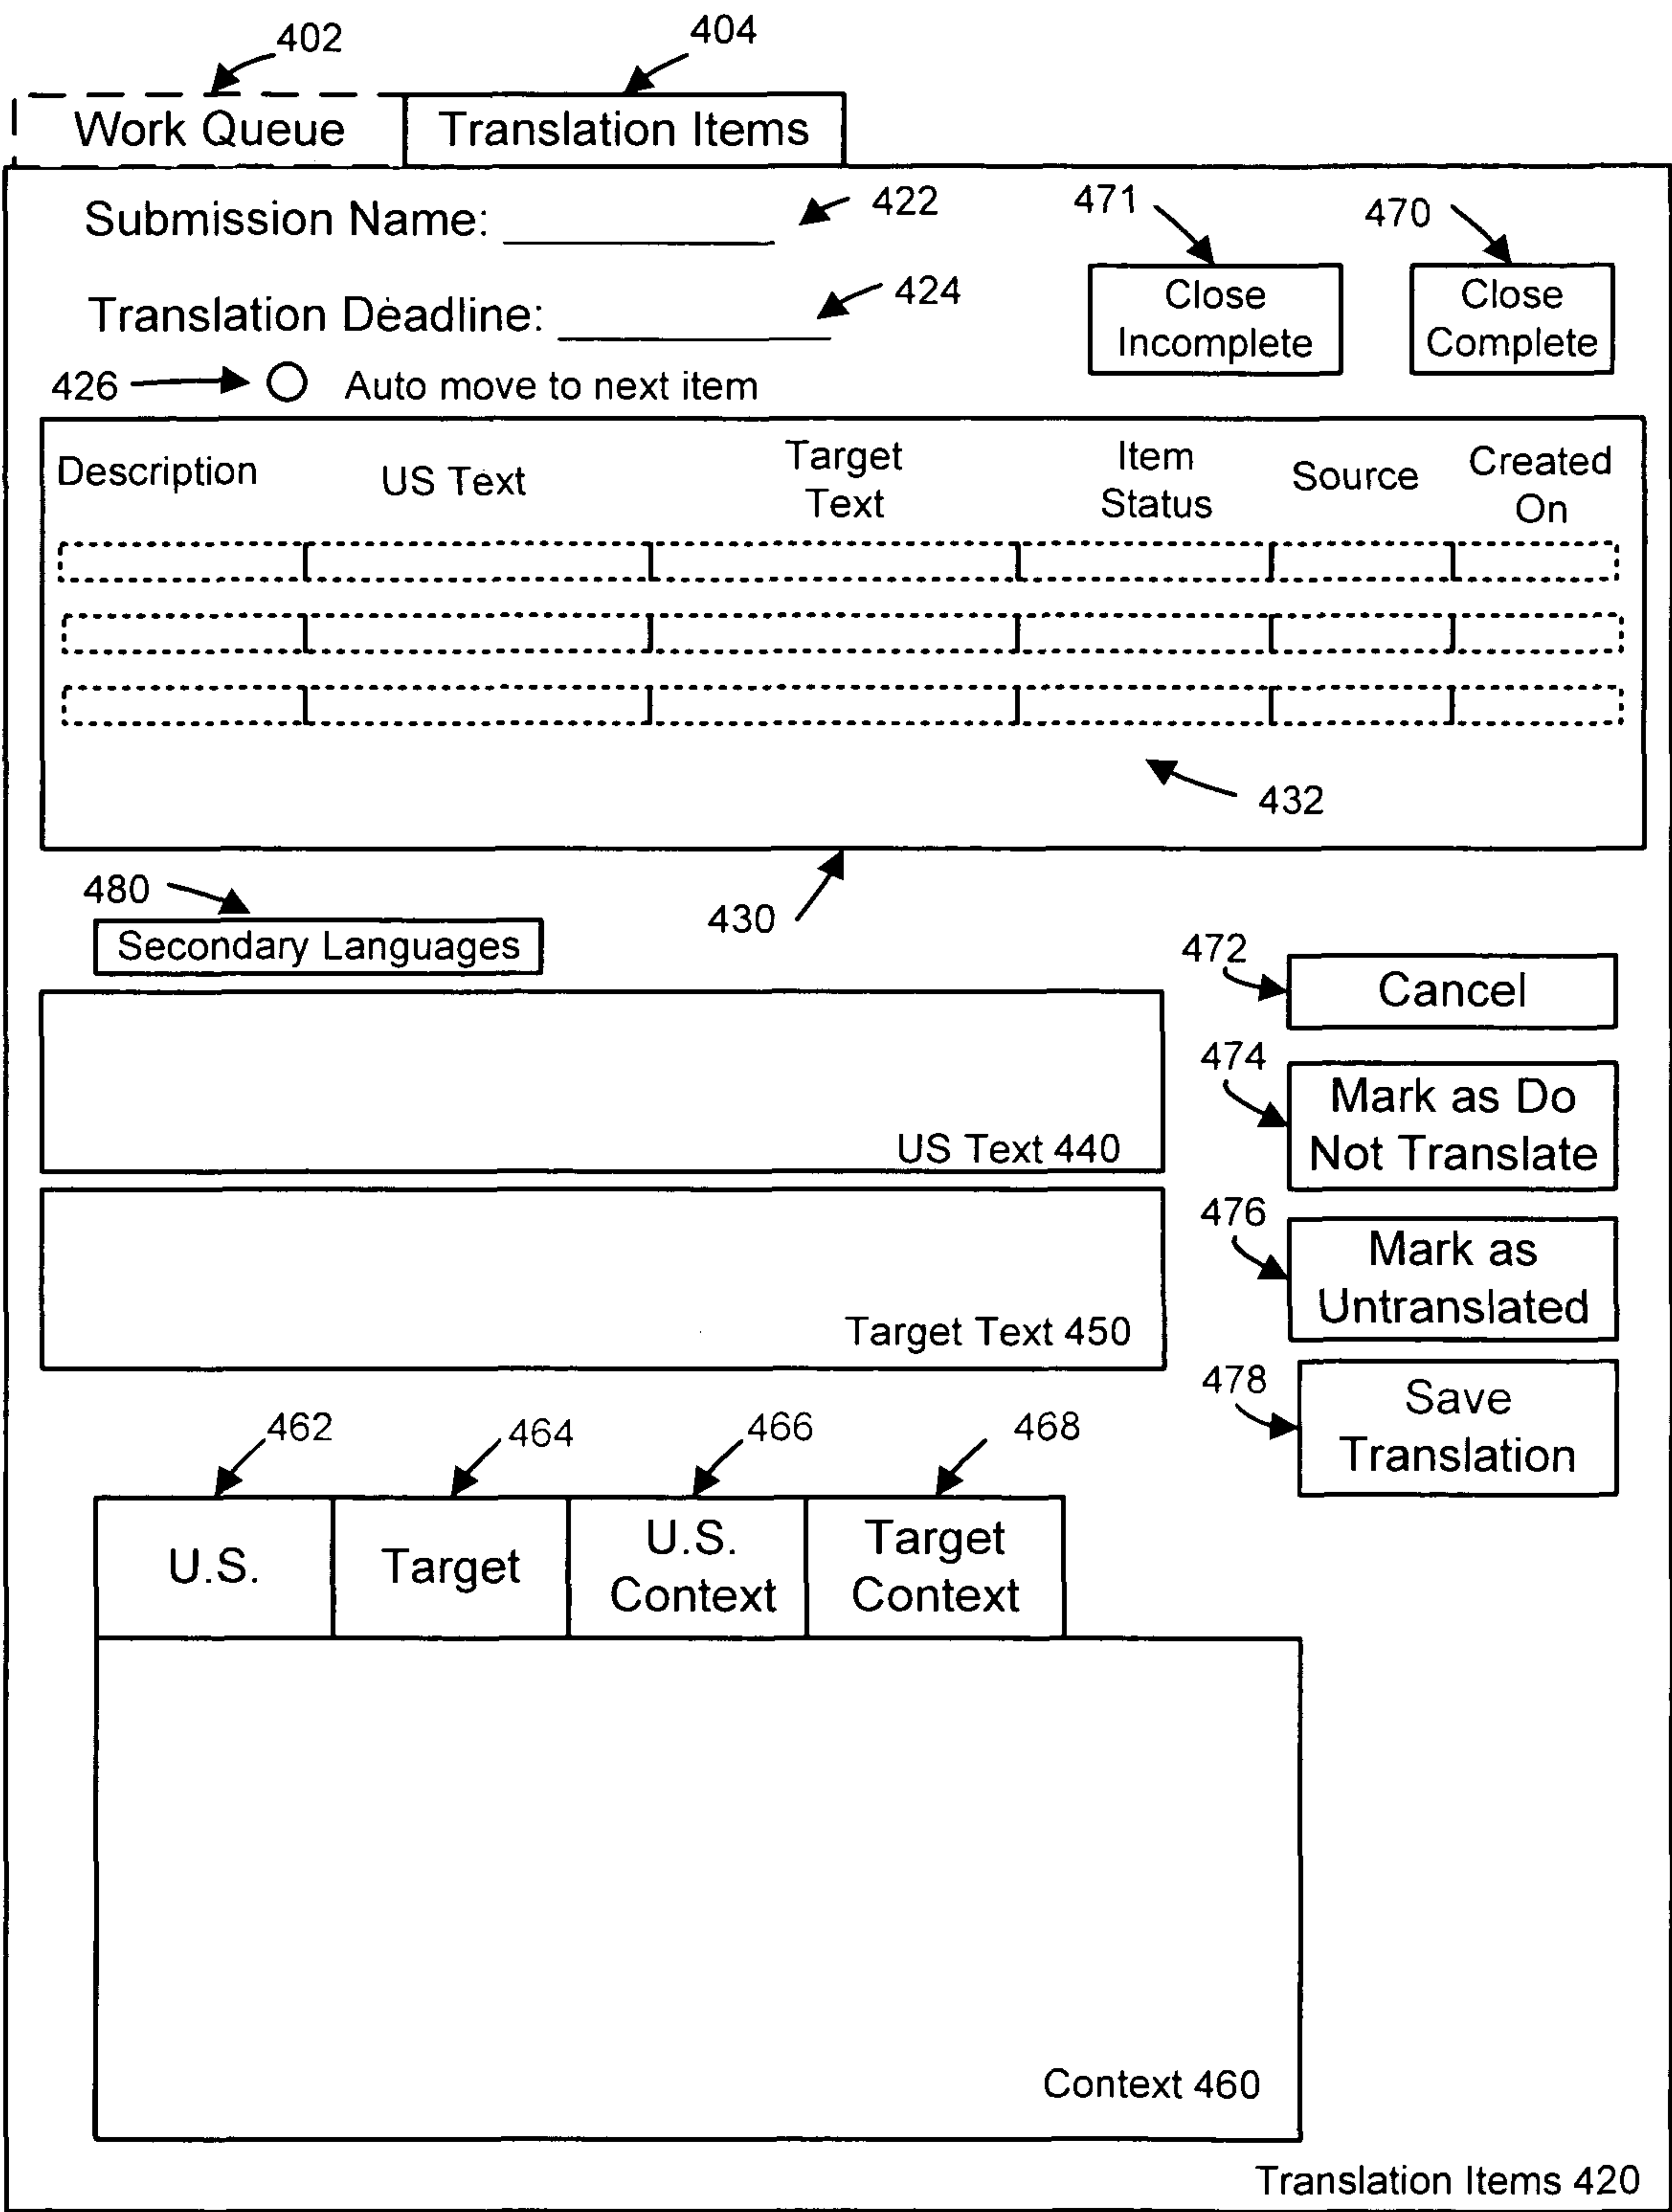 402
404
Work Queue
Translation Items
Submission Name:
422
471
470
Translation Deadline:
424
Close
Incomplete
Close
Complete
426
Auto move to next item
Description
US Text
Target
Text
Item
Status
Source
Created
On
432
480
430
Secondary Languages
472
Cancel
474
Mark as Do
Not Translate
US Text 440
476
Mark as
Untranslated
Target Text 450
478
Save
Translation
462
464
466
468
U.S.
Target
U.S.
Context
Target
Context
Context 460
Translation Items 420